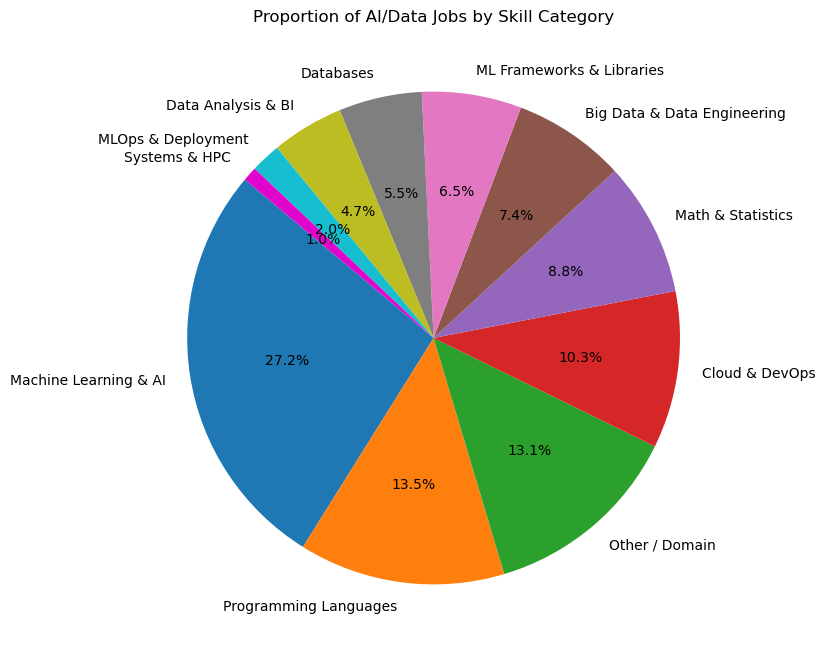 Proportion of AI/Data Jobs by Skill Category
ML Frameworks & Libraries
Databases
Data Analysis & BI
Big Data & Data Engineering
MLOps & Deployment
Systems & HPC
6.5%
5.5%
4.7%
7.4%
Math & Statistics
2.0%
1.0%
8.8%
27.2%
10.3%
Cloud & DevOps
Machine Learning & AI
13.1%
13.5%
Other / Domain
Programming Languages